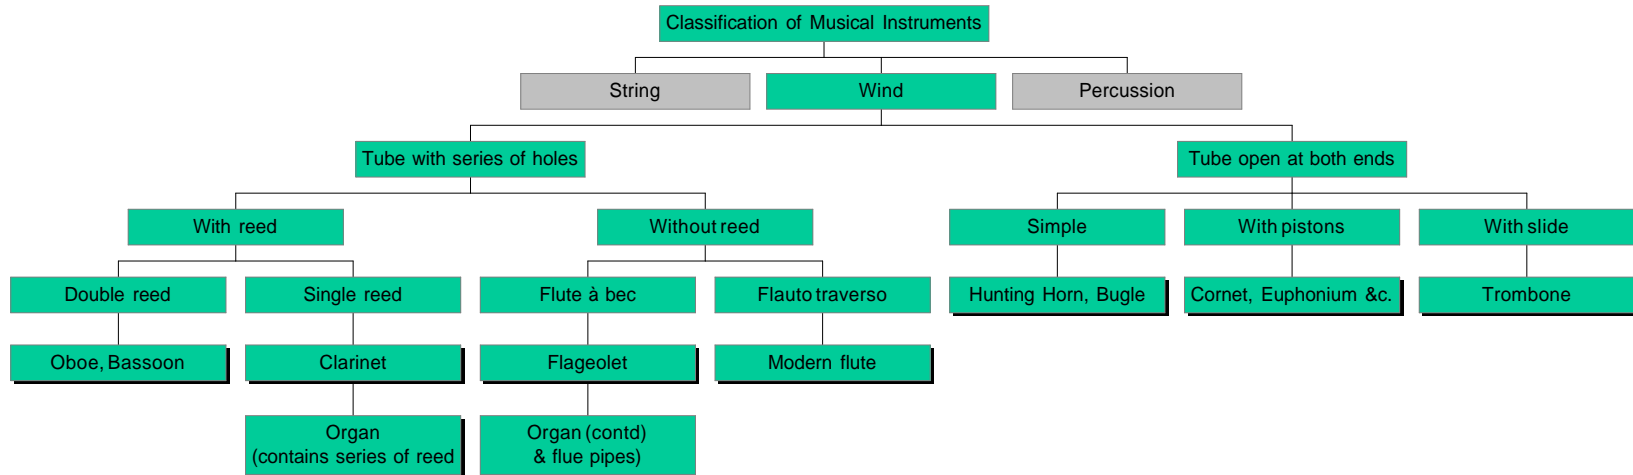 Classification of Musical Instruments
String
Wind
Percussion
Tube with series of holes
Tube open at both ends
With reed
Without reed
Simple
With pistons
With slide
Double reed
Single reed
Flute à bec
Flauto traverso
Hunting Horn, Bugle
Cornet, Euphonium &c.
Trombone
Oboe, Bassoon
Clarinet
Flageolet
Modern flute
Organ
(contains series of reed
Organ (contd)
& flue pipes)